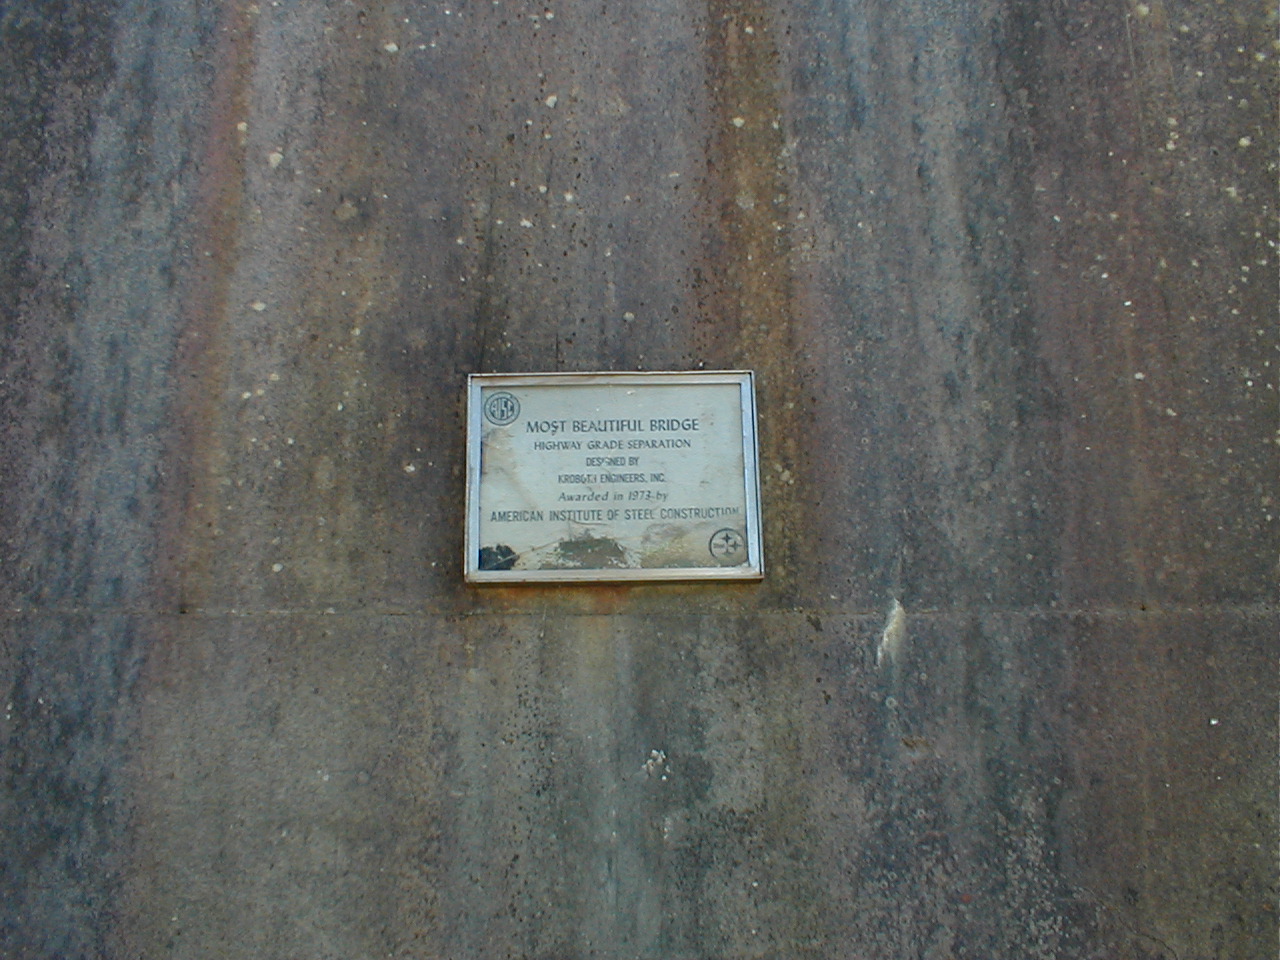 AISC
MOST BEAUTIFUL BRIDGE
HIGHWAY GRADE SEPARATION
DESIGNED BY
ENGINEERS, INC.
Awarded in 1973 by
AMERICAN INSTITUTE OF STEEL CONSTRUCTION